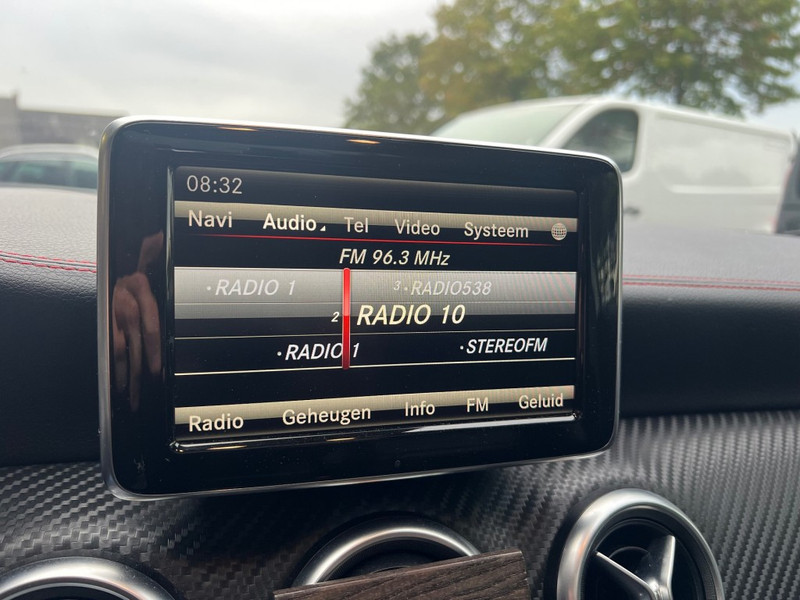 08:32
Navi Audio Tel Video Systeem
FM 96.3 MHz
•RADIO 1 3•RADIO538
2 RADIO 10
•RADIO 1 •STEREOFM
Radio Geheugen Info FM Geluid